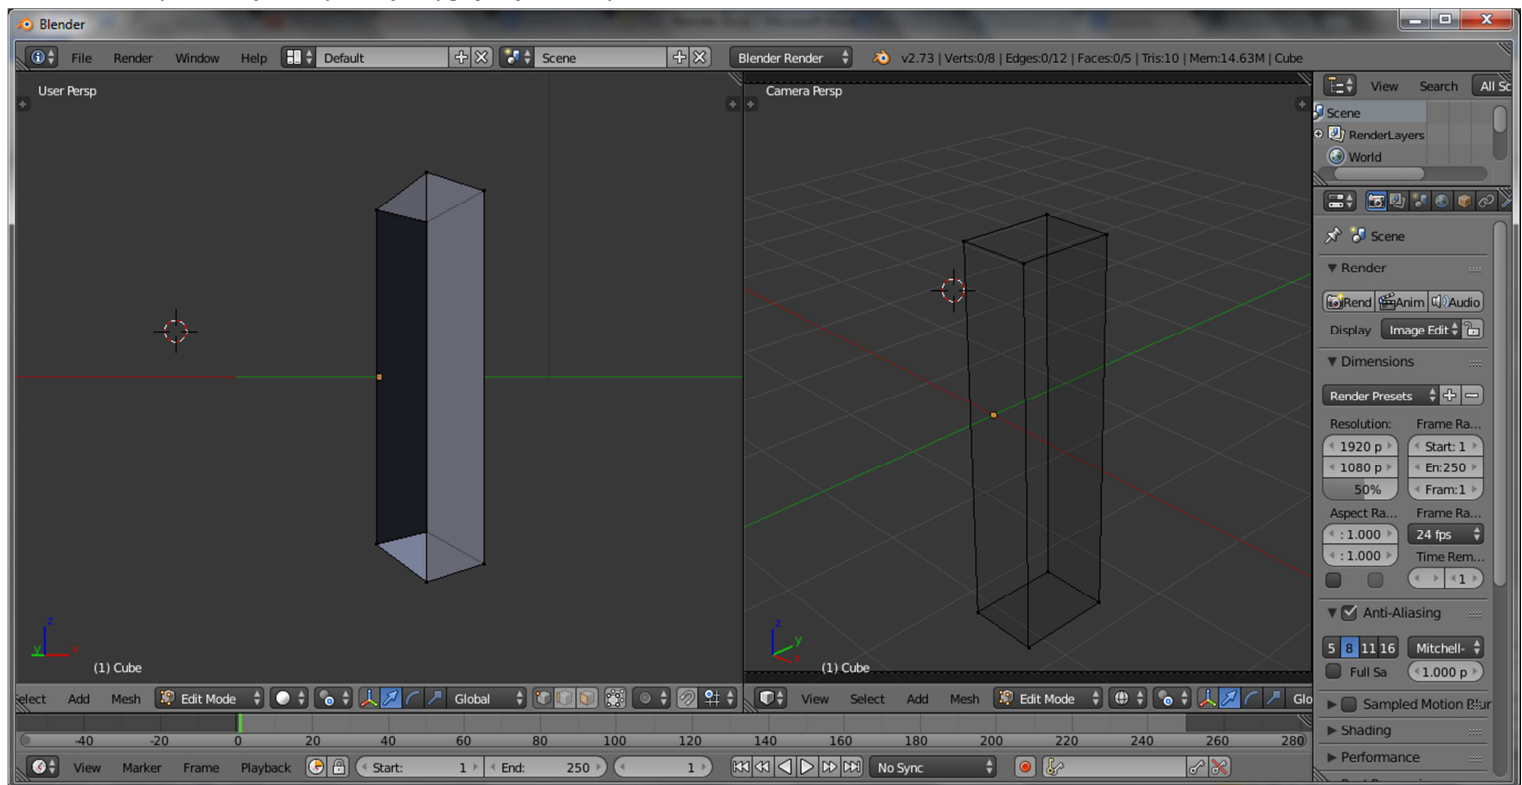 Blender
File Render Window Help Default Scene Blender Render v2.73 | Verts:0/8 | Edges:0/12 | Faces:0/5 | Tris:10 | Mem:14.63M | Cube
User Persp
Camera Persp
View Search All Sc
Scene
RenderLayers
World
Scene
Render
Rend Anim Audio
Display Image Edit
Dimensions
Render Presets
Resolution: Frame Ra...
1920 p Start: 1
1080 p En:250
50% Fram:1
Aspect Ra... Frame Ra...
: 1.000 24 fps
: 1.000 Time Rem...
1
Anti-Aliasing
5 8 11 16 Mitchell-
Full Sa 1.000 p
Sampled Motion Blur
Shading
Performance
z
y x
(1) Cube
z
y
x
(1) Cube
elect Add Mesh Edit Mode Global
View Select Add Mesh Edit Mode Glo
-40 -20 0 20 40 60 80 100 120 140 160 180 200 220 240 260 280
View Marker Frame Playback Start: 1 End: 250 1 No Sync